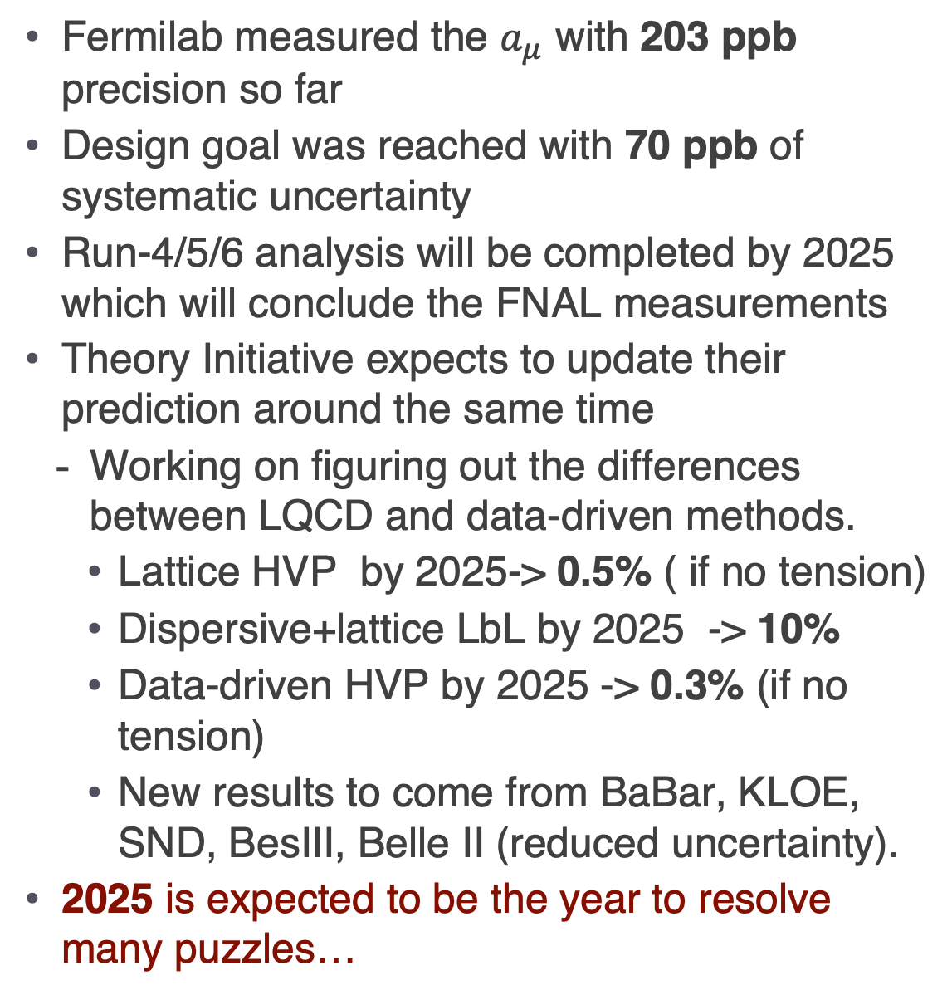 • Fermilab measured the aμ with 203 ppb
precision so far
• Design goal was reached with 70 ppb of
systematic uncertainty
• Run-4/5/6 analysis will be completed by 2025
which will conclude the FNAL measurements
• Theory Initiative expects to update their
prediction around the same time
- Working on figuring out the differences
between LQCD and data-driven methods.
• Lattice HVP  by 2025-> 0.5% ( if no tension)
• Dispersive+lattice LbL by 2025  -> 10%
• Data-driven HVP by 2025 -> 0.3% (if no
tension)
• New results to come from BaBar, KLOE,
SND, BesIII, Belle II (reduced uncertainty).
• 2025 is expected to be the year to resolve
many puzzles…